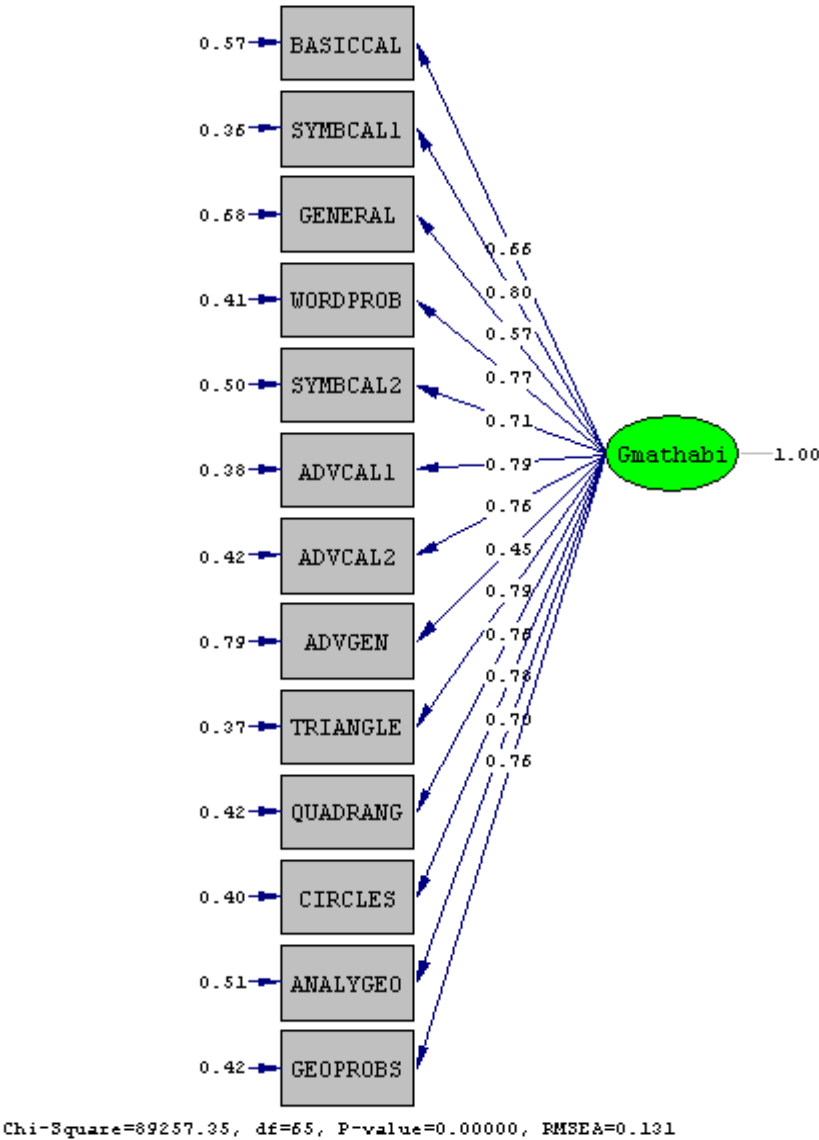 0.57 BASICCAL
0.36 SYMBCAL1
0.68 GENERAL
0.66
0.80
0.41 WORDPROB
0.57
0.77
0.50 SYMBCAL2
0.71
0.38 ADVCAL1
0.79
Gmathabi 1.00
0.76
0.42 ADVCAL2
0.45
0.79
0.79 ADVGEN
0.76
0.78
0.37 TRIANGLE
0.70
0.76
0.42 QUADRANG
0.40 CIRCLES
0.51 ANALYGEO
0.42 GEOPROBS
Chi-Square=89257.35, df=65, P-value=0.00000, RMSEA=0.131